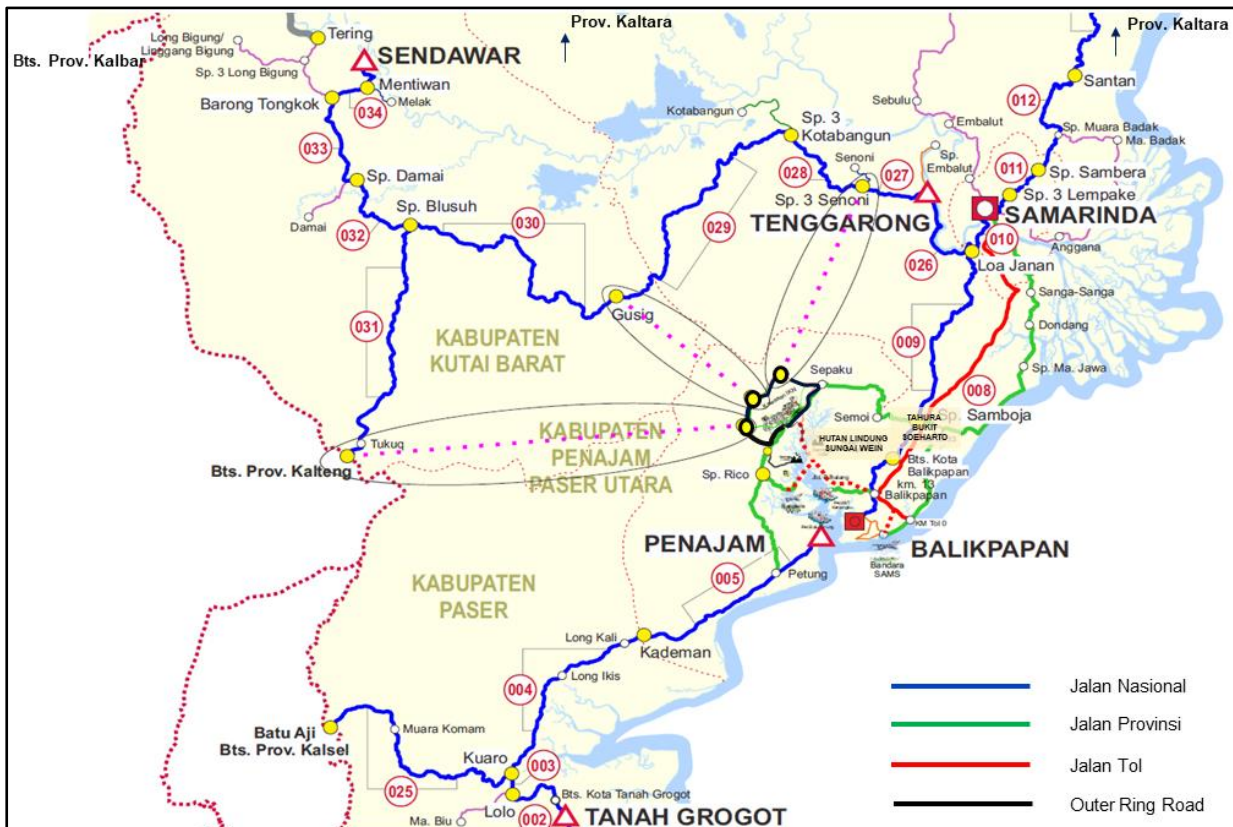 Prov. Kaltara
Prov. Kaltara
Tering
Long Bigung/
Linggang Bigung
Bts. Prov. Kalbar
SENDAWAR
Sp. 3 Long Bigung
Mentiwan
Barong Tongkok
034
Melak
Santan
012
Sebulu
Kotabangun
Sp. 3
Kotabangun
Embalut
Sp. Muara Badak
Ma. Badak
033
Sp.
Embalut
011
Senoni
028
027
Sp. Sambera
Sp. Damai
Sp. 3 Senoni
Sp. 3 Lempake
TENGGARONG
SAMARINDA
Damai
032
Sp. Blusuh
030
029
010
Anggana
026
Loa Janan
Sanga-Sanga
Gusig
031
009
Dondang
KABUPATEN
KUTAI BARAT
Sepaku
Sp. Ma. Jawa
008
Semoi
Sp. Samboja
TAHURA
BUKIT
SOEHARTO
HUTAN LINDUNG
SUNGAI WEIN
Tukuq
Bts. Prov. Kalteng
KABUPATEN
PENAJAM
PASER UTARA
Bts. Kota
Balikpapan
Sp. Rico
km. 13
Balikpapan
KM Tol 0
PENAJAM
BALIKPAPAN
Bandara
SAMS
KABUPATEN
PASER
005
Petung
Long Kali
Kademan
Long Ikis
004
Jalan Nasional
Jalan Provinsi
Jalan Tol
Outer Ring Road
Batu Aji
Bts. Prov. Kalsel
Muara Komam
Kuaro
003
025
Lolo
Bts. Kota Tanah Grogot
Ma. Biu
002
TANAH GROGOT